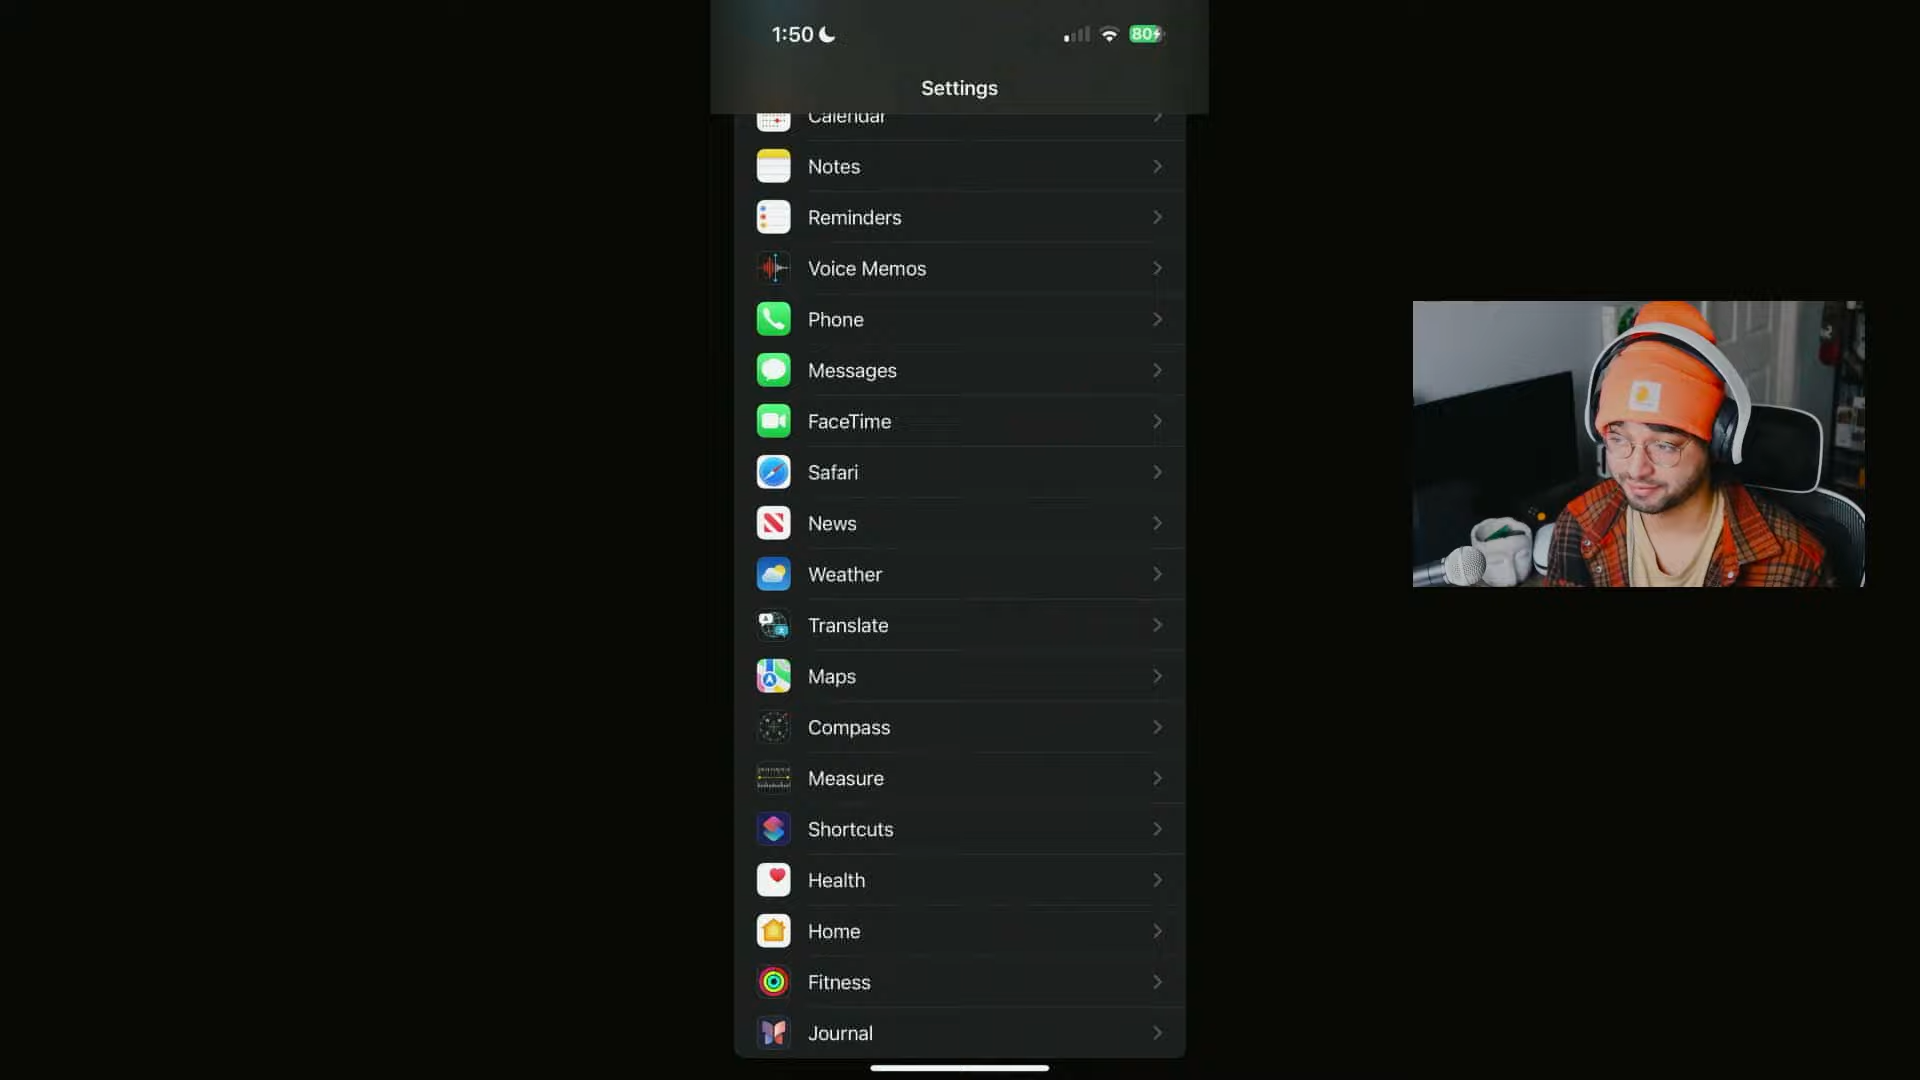 1:50
80
Settings
Calendar
Notes
Reminders
Voice Memos
Phone
Messages
FaceTime
Safari
News
Weather
Translate
Maps
Compass
Measure
Shortcuts
Health
Home
Fitness
Journal